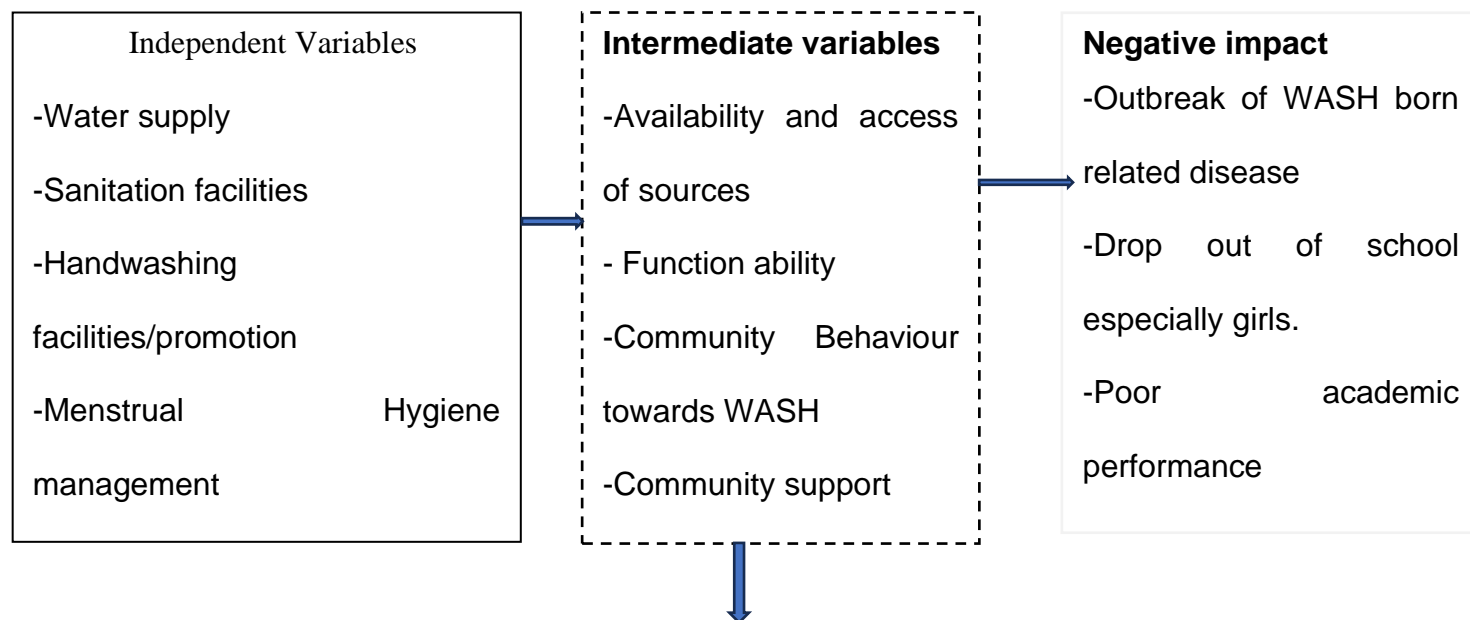 Independent Variables
-Water supply
-Sanitation facilities
-Handwashing
facilities/promotion
-Menstrual Hygiene
management
Intermediate variables
-Availability and access
of sources
- Function ability
-Community Behaviour
towards WASH
-Community support
Negative impact
-Outbreak of WASH born
related disease
-Drop out of school
especially girls.
-Poor academic
performance